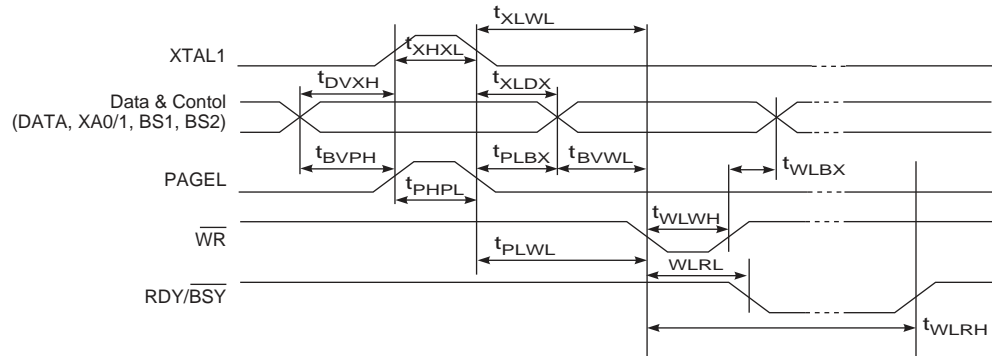 tXLWL
XTAL1
tXHXL
tDVXH
tXLDX
Data & Contol
(DATA, XA0/1, BS1, BS2)
tBVPH
tPLBX
tBVWL
tWLBX
PAGEL
tPHPL
tWLWH
WR
tPLWL
WLRL
RDY/BSY
tWLRH